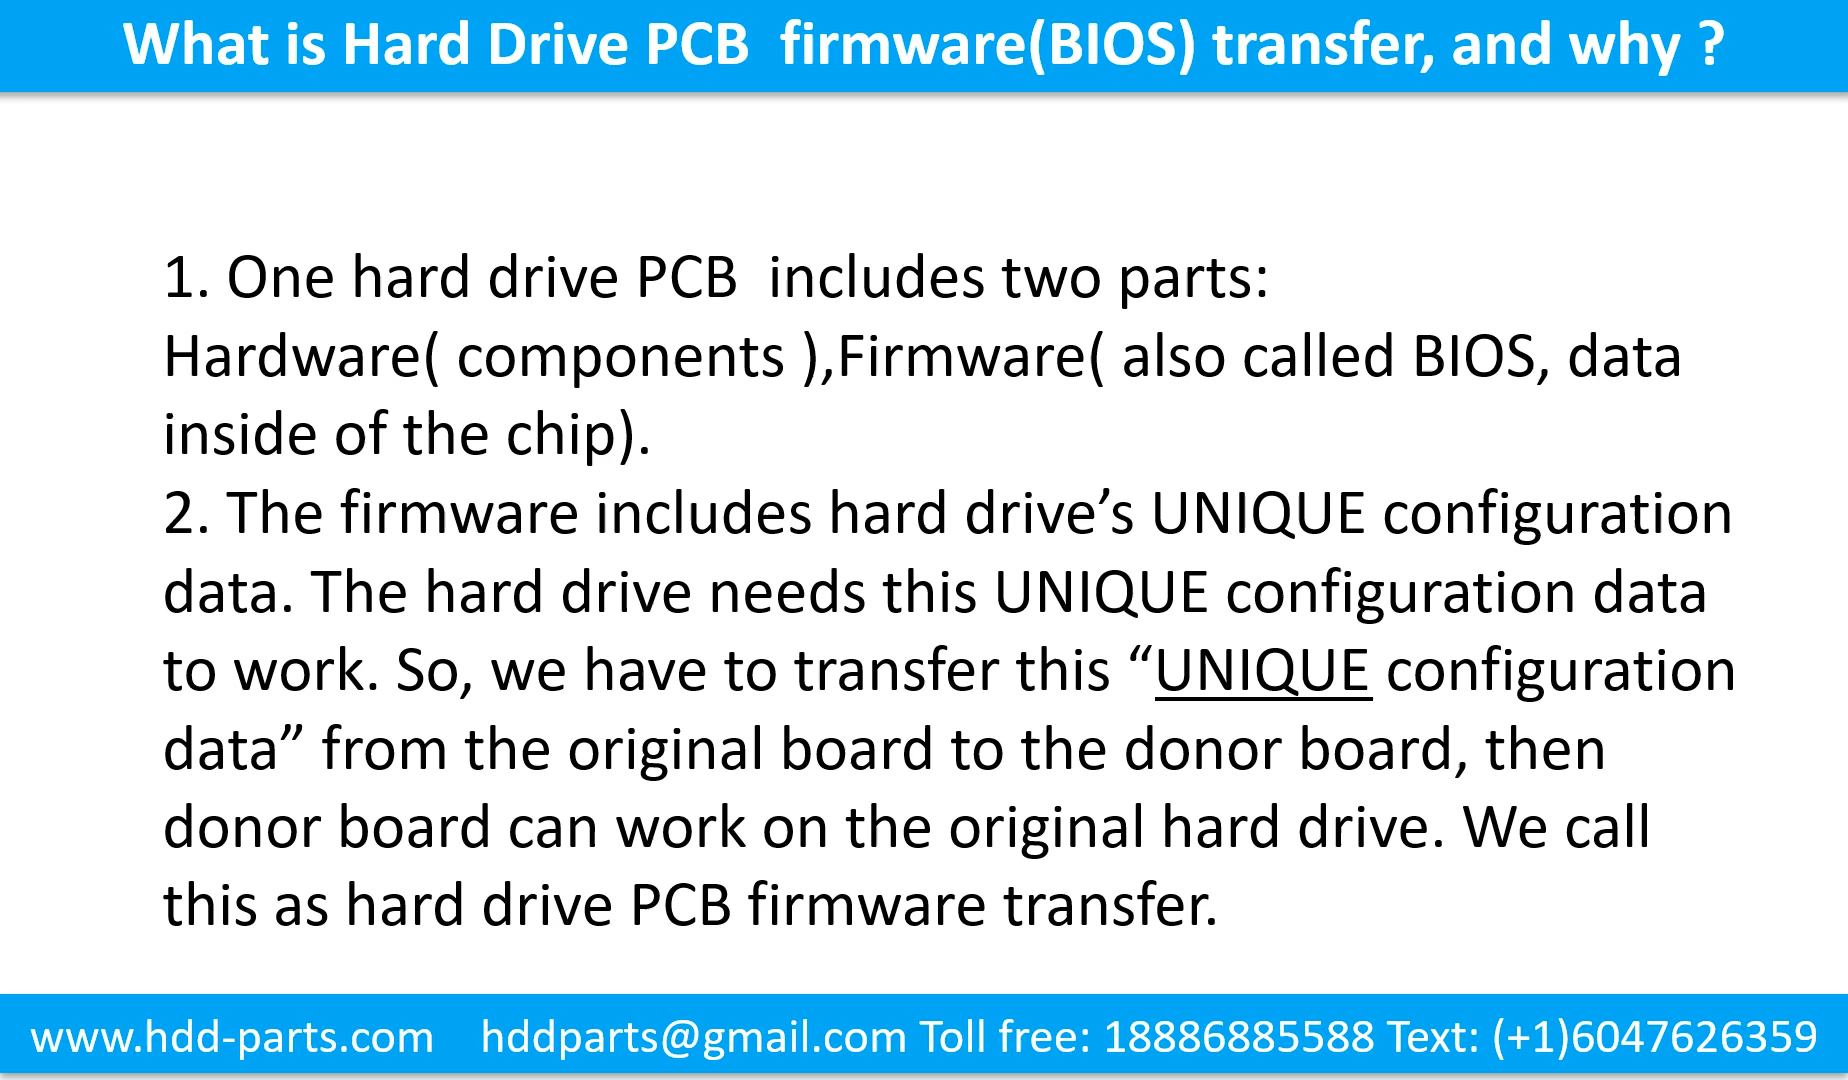 What is Hard Drive PCB  firmware(BIOS) transfer, and why ?
1. One hard drive PCB  includes two parts:
Hardware( components ),Firmware( also called BIOS, data
inside of the chip).
2. The firmware includes hard drive’s UNIQUE configuration
data. The hard drive needs this UNIQUE configuration data
to work. So, we have to transfer this “UNIQUE configuration
data” from the original board to the donor board, then
donor board can work on the original hard drive. We call
this as hard drive PCB firmware transfer.
www.hdd-parts.com    hddparts@gmail.com Toll free: 18886885588 Text: (+1)6047626359